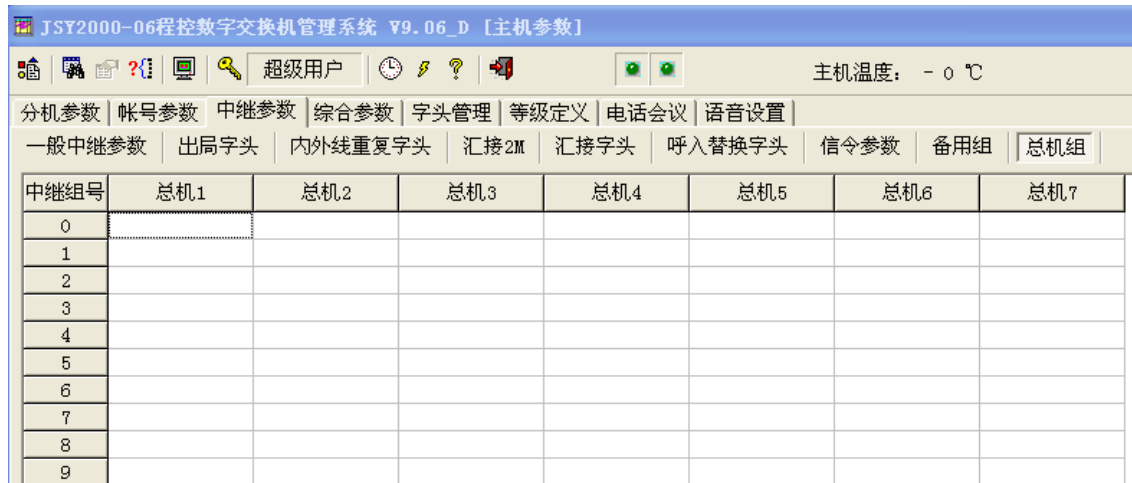 JSY2000-06程控数字交换机管理系统 V9.06_D [主机参数]
超级用户 主机温度: - 0 ℃
分机参数 帐号参数 中继参数 综合参数 字头管理 等级定义 电话会议 语音设置
一般中继参数 出局字头 内外线重复字头 汇接2M 汇接字头 呼入替换字头 信令参数 备用组 总机组
中继组号 总机1 总机2 总机3 总机4 总机5 总机6 总机7
0
1
2
3
4
5
6
7
8
9